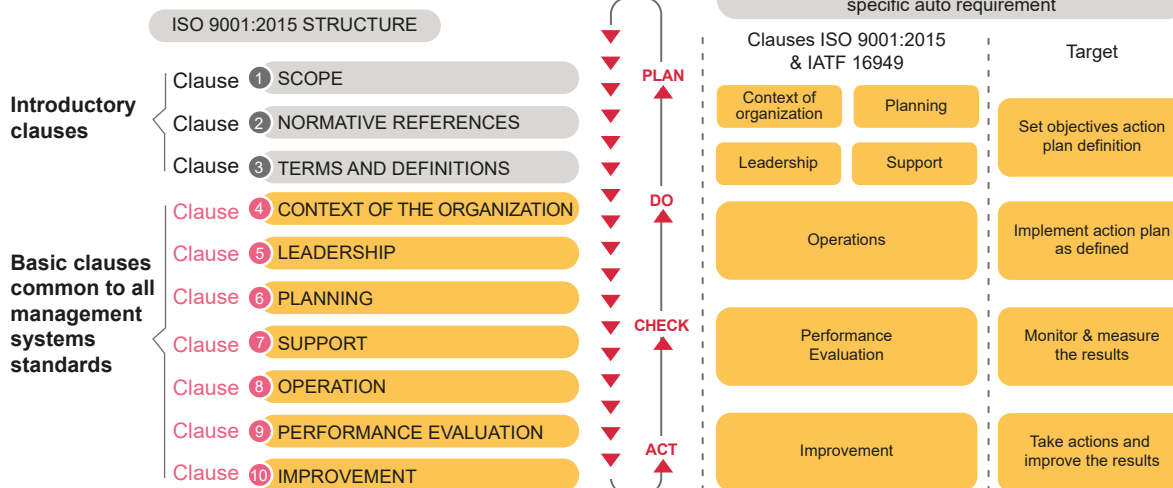 ISO 9001:2015 STRUCTURE
Introductory
clauses
Clause 1 SCOPE
Clause 2 NORMATIVE REFERENCES
Clause 3 TERMS AND DEFINITIONS
Basic clauses
common to all
management
systems
standards
Clause 4 CONTEXT OF THE ORGANIZATION
Clause 5 LEADERSHIP
Clause 6 PLANNING
Clause 7 SUPPORT
Clause 8 OPERATION
Clause 9 PERFORMANCE EVALUATION
Clause 10 IMPROVEMENT
PLAN
DO
CHECK
ACT
specific auto requirement
Clauses ISO 9001:2015
& IATF 16949
Target
Context of
organization
Planning
Leadership
Support
Set objectives action
plan definition
Operations
Implement action plan
as defined
Performance
Evaluation
Monitor & measure
the results
Improvement
Take actions and
improve the results